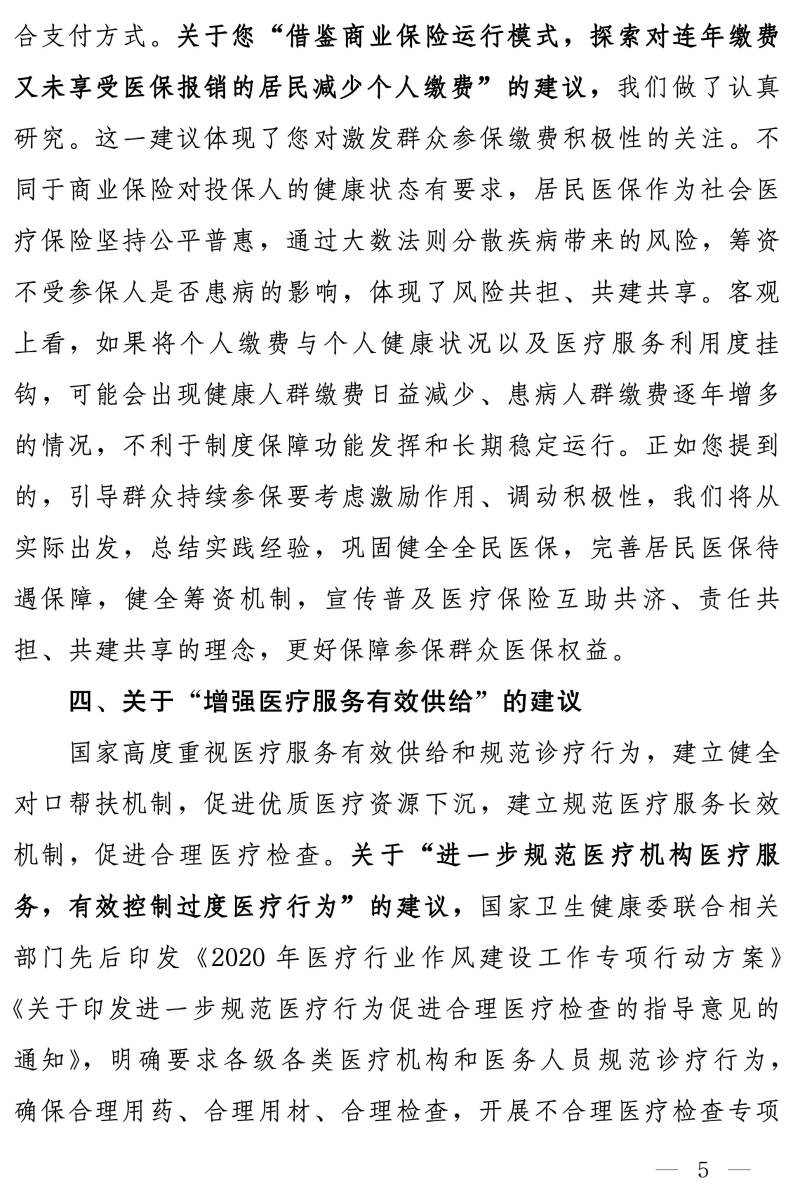 合支付方式。关于您“借鉴商业保险运行模式，探索对连年缴费
又未享受医保报销的居民减少个人缴费”的建议，我们做了认真
研究。这一建议体现了您对激发群众参保缴费积极性的关注。不
同于商业保险对投保人的健康状态有要求，居民医保作为社会医
疗保险坚持公平普惠，通过大数法则分散疾病带来的风险，筹资
不受参保人是否患病的影响，体现了风险共担、共建共享。客观
上看，如果将个人缴费与个人健康状况以及医疗服务利用度挂
钩，可能会出现健康人群缴费日益减少、患病人群缴费逐年增多
的情况，不利于制度保障功能发挥和长期稳定运行。正如您提到
的，引导群众持续参保要考虑激励作用、调动积极性，我们将从
实际出发，总结实践经验，巩固健全全民医保，完善居民医保待
遇保障，健全筹资机制，宣传普及医疗保险互助共济、责任共
担、共建共享的理念，更好保障参保群众医保权益。
四、关于“增强医疗服务有效供给”的建议
国家高度重视医疗服务有效供给和规范诊疗行为，建立健全
对口帮扶机制，促进优质医疗资源下沉，建立规范医疗服务长效
机制，促进合理医疗检查。关于“进一步规范医疗机构医疗服
务，有效控制过度医疗行为”的建议，国家卫生健康委联合相关
部门先后印发《2020年医疗行业作风建设工作专项行动方案》
《关于印发进一步规范医疗行为促进合理医疗检查的指导意见的
通知》，明确要求各级各类医疗机构和医务人员规范诊疗行为，
确保合理用药、合理用材、合理检查，开展不合理医疗检查专项
— 5 —